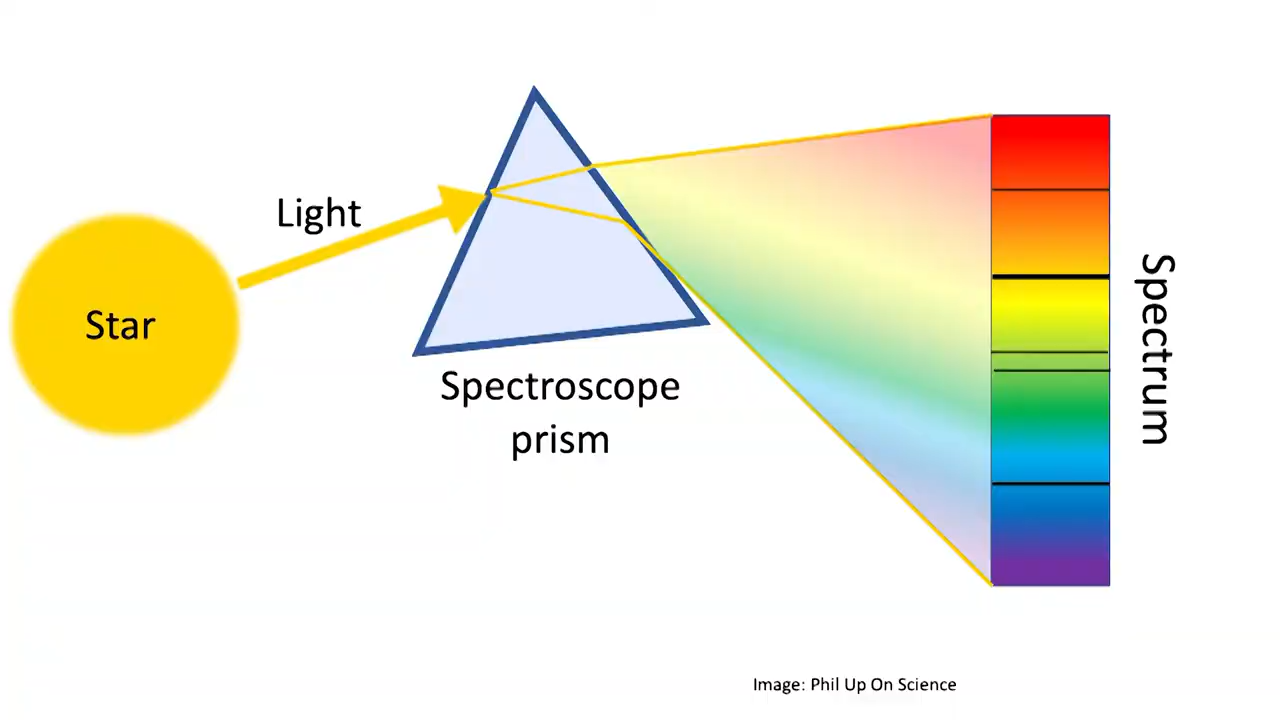 Star
Light
Spectroscope
prism
Spectrum
Image: Phil Up On Science